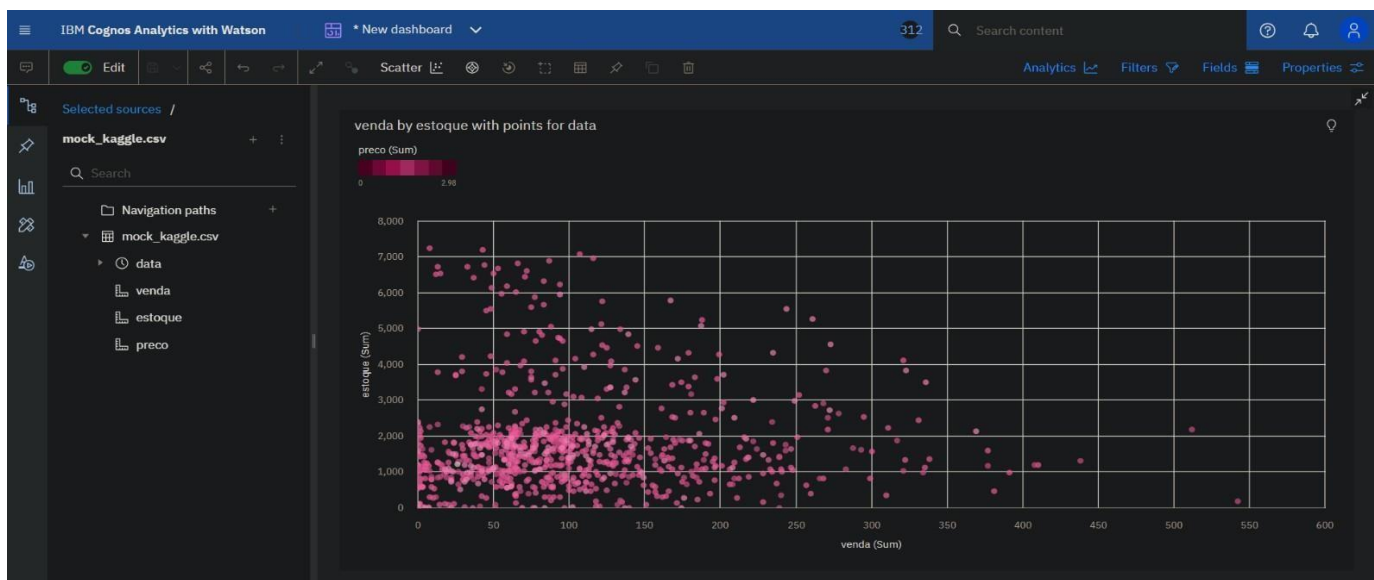 IBM Cognos Analytics with Watson
* New dashboard
312
Search content
Edit
Scatter
Analytics
Filters
Fields
Properties
Selected sources /
mock_kaggle.csv
Search
Navigation paths
mock_kaggle.csv
data
venda
estoque
preco
venda by estoque with points for data
preco (Sum)
0 2.98
8,000
7,000
6,000
5,000
4,000
3,000
2,000
1,000
0
estoque (Sum)
0 50 100 150 200 250 300 350 400 450 500 550 600
venda (Sum)